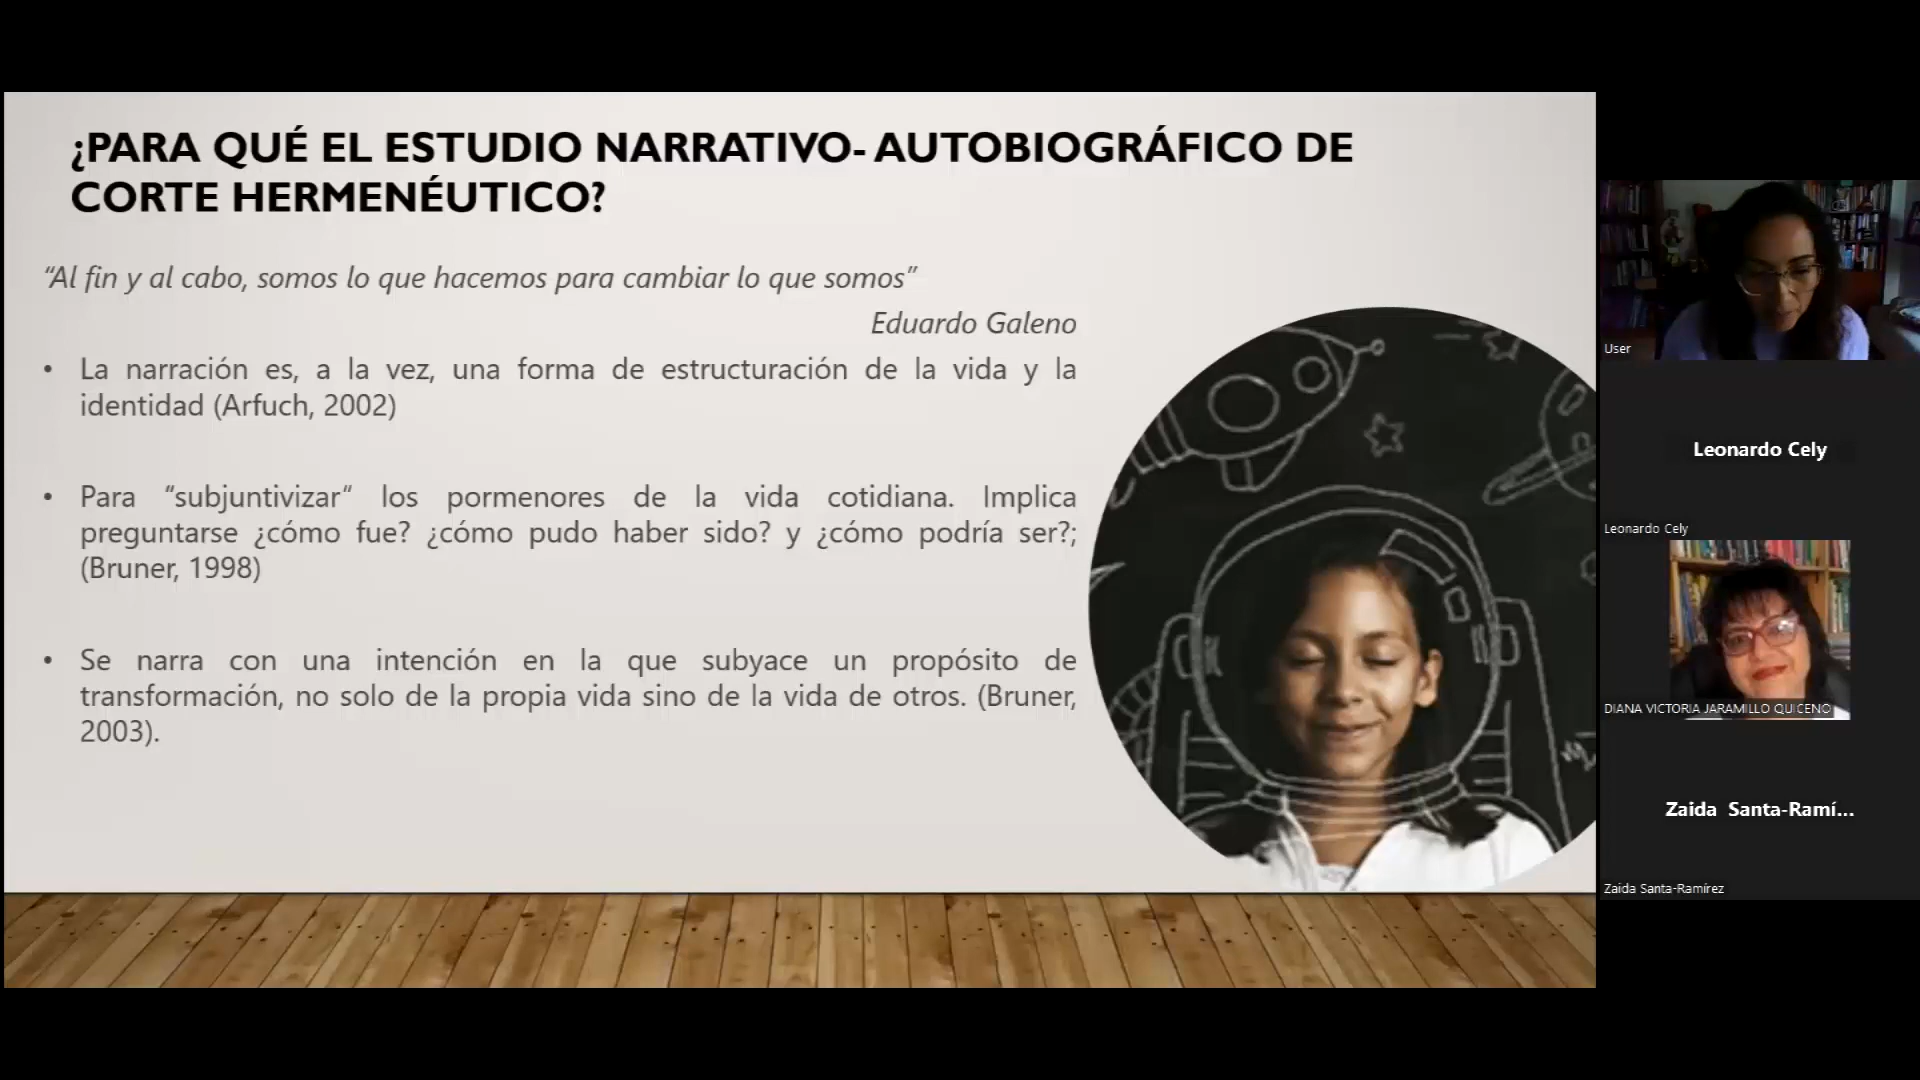 ¿PARA QUÉ EL ESTUDIO NARRATIVO- AUTOBIOGRÁFICO DE
CORTE HERMENÉUTICO?
“Al fin y al cabo, somos lo que hacemos para cambiar lo que somos”
Eduardo Galeno
• La narración es, a la vez, una forma de estructuración de la vida y la
identidad (Arfuch, 2002)
• Para “subjuntivizar“ los pormenores de la vida cotidiana. Implica
preguntarse ¿cómo fue? ¿cómo pudo haber sido? y ¿cómo podría ser?;
(Bruner, 1998)
• Se narra con una intención en la que subyace un propósito de
transformación, no solo de la propia vida sino de la vida de otros. (Bruner,
2003).
User
Leonardo Cely
Leonardo Cely
DIANA VICTORIA JARAMILLO QUICENO
Zaida Santa-Ramí...
Zaida Santa-Ramírez